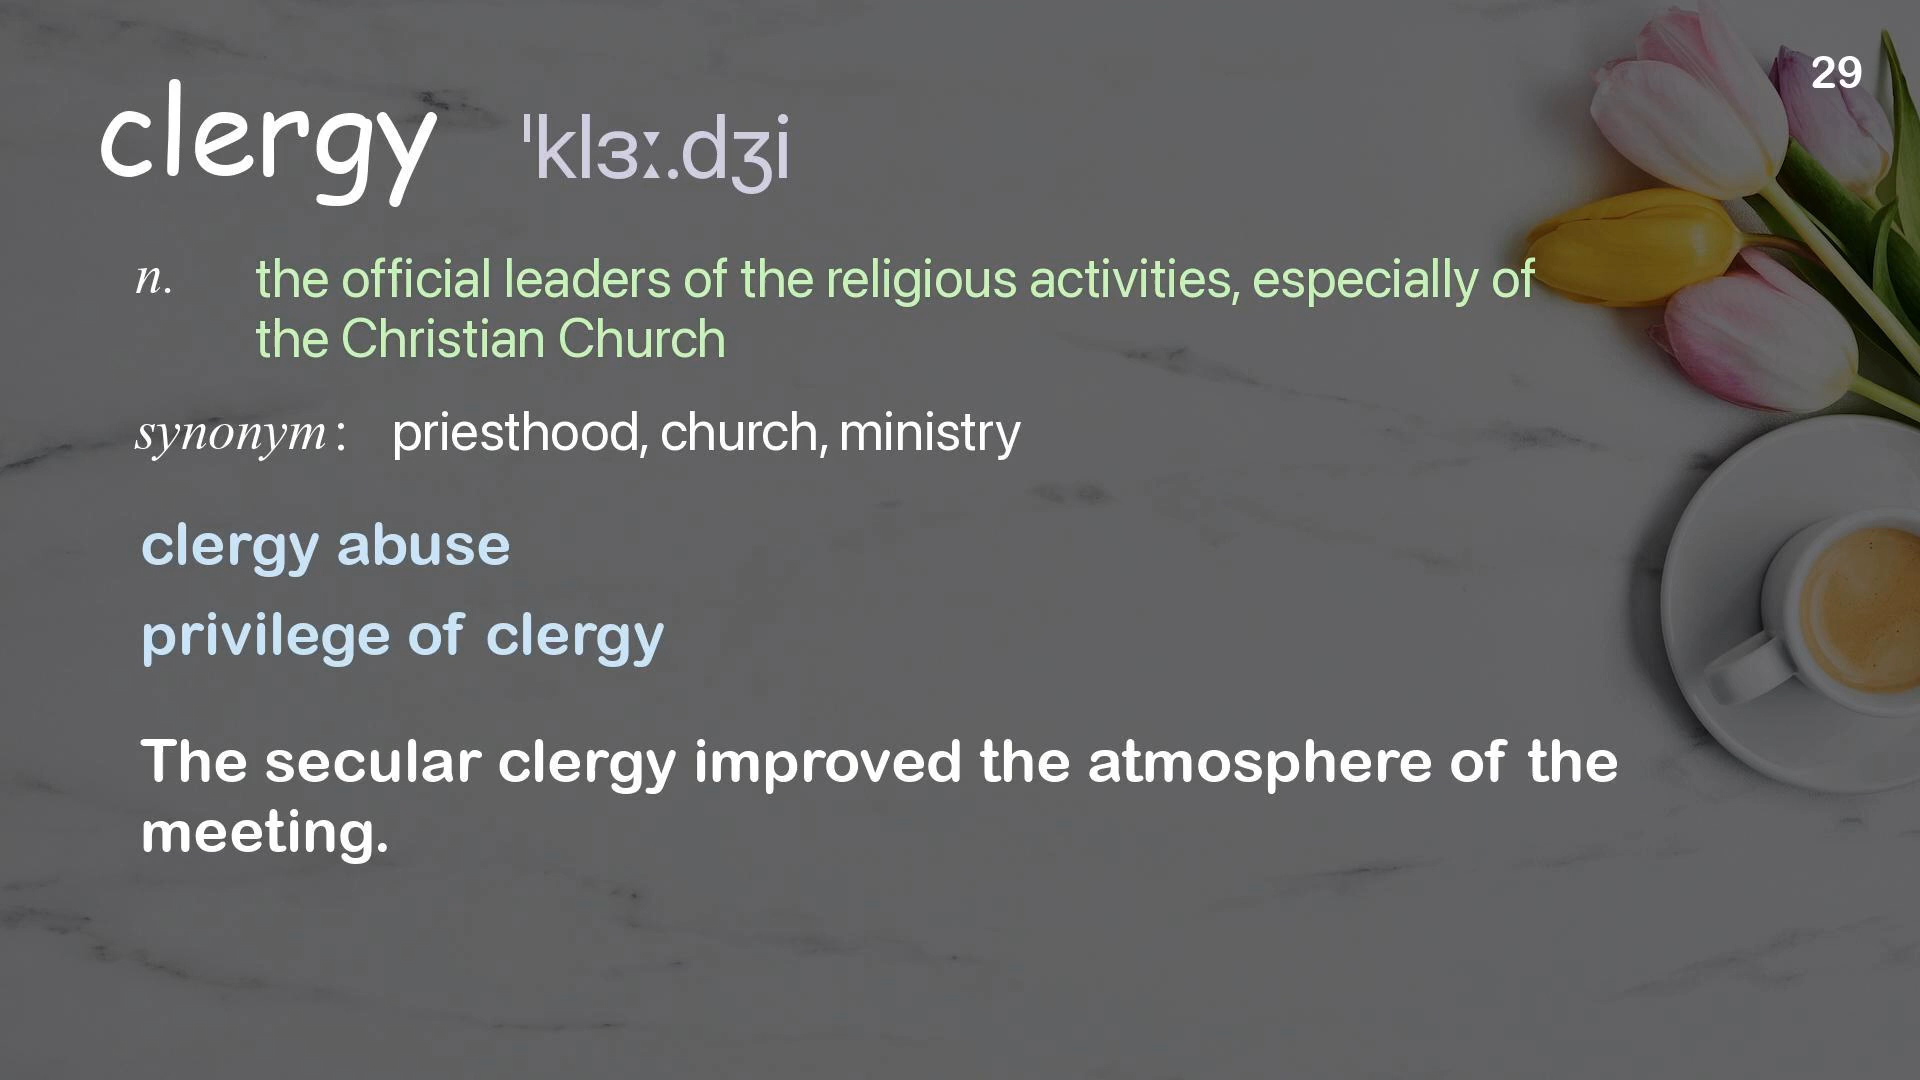 29
clergy ˈklɜː.dʒi
n. the official leaders of the religious activities, especially of
the Christian Church
synonym: priesthood, church, ministry
clergy abuse
privilege of clergy
The secular clergy improved the atmosphere of the
meeting.